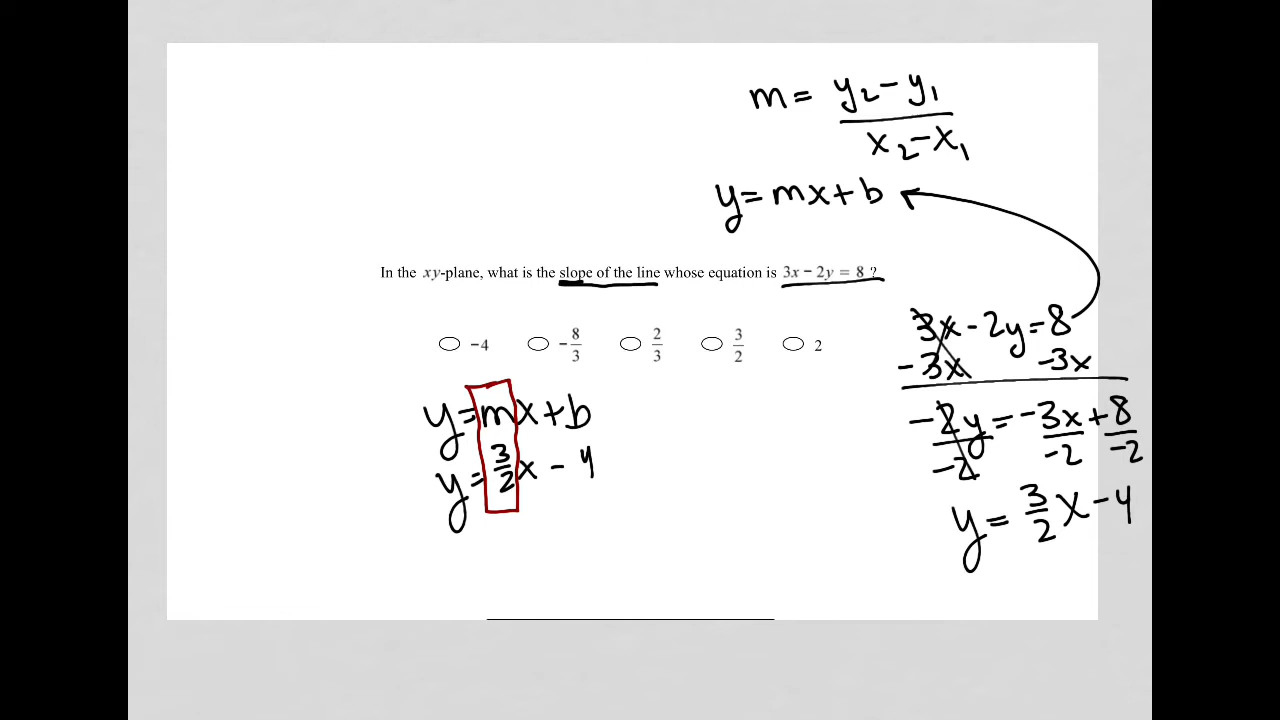 m = y₂ - y₁ / x₂ - x₁
y = mx + b
In the xy-plane, what is the slope of the line whose equation is 3x − 2y = 8 ?
−4   −8/3   2/3   3/2   2
3x - 2y = 8
-3x   -3x
-2y/-2 = -3x/-2 + 8/-2
y = 3/2 x - 4
y = mx + b
y = 3/2 x - 4